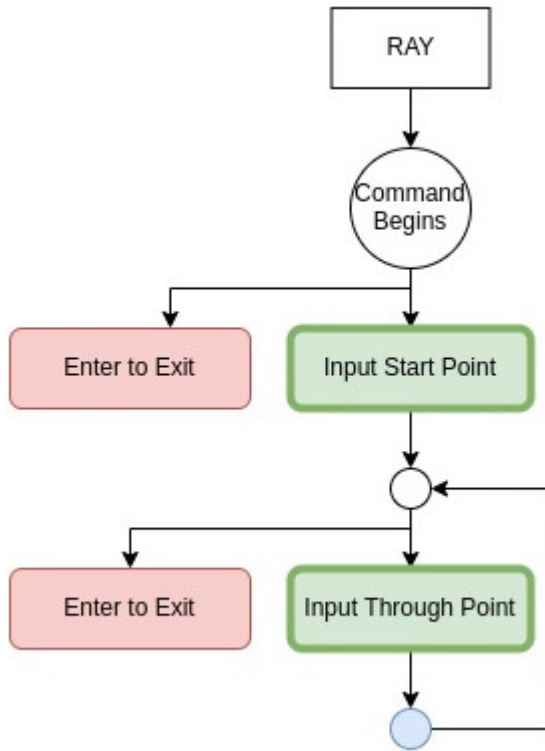 RAY
Command
Begins
Enter to Exit
Input Start Point
Enter to Exit
Input Through Point